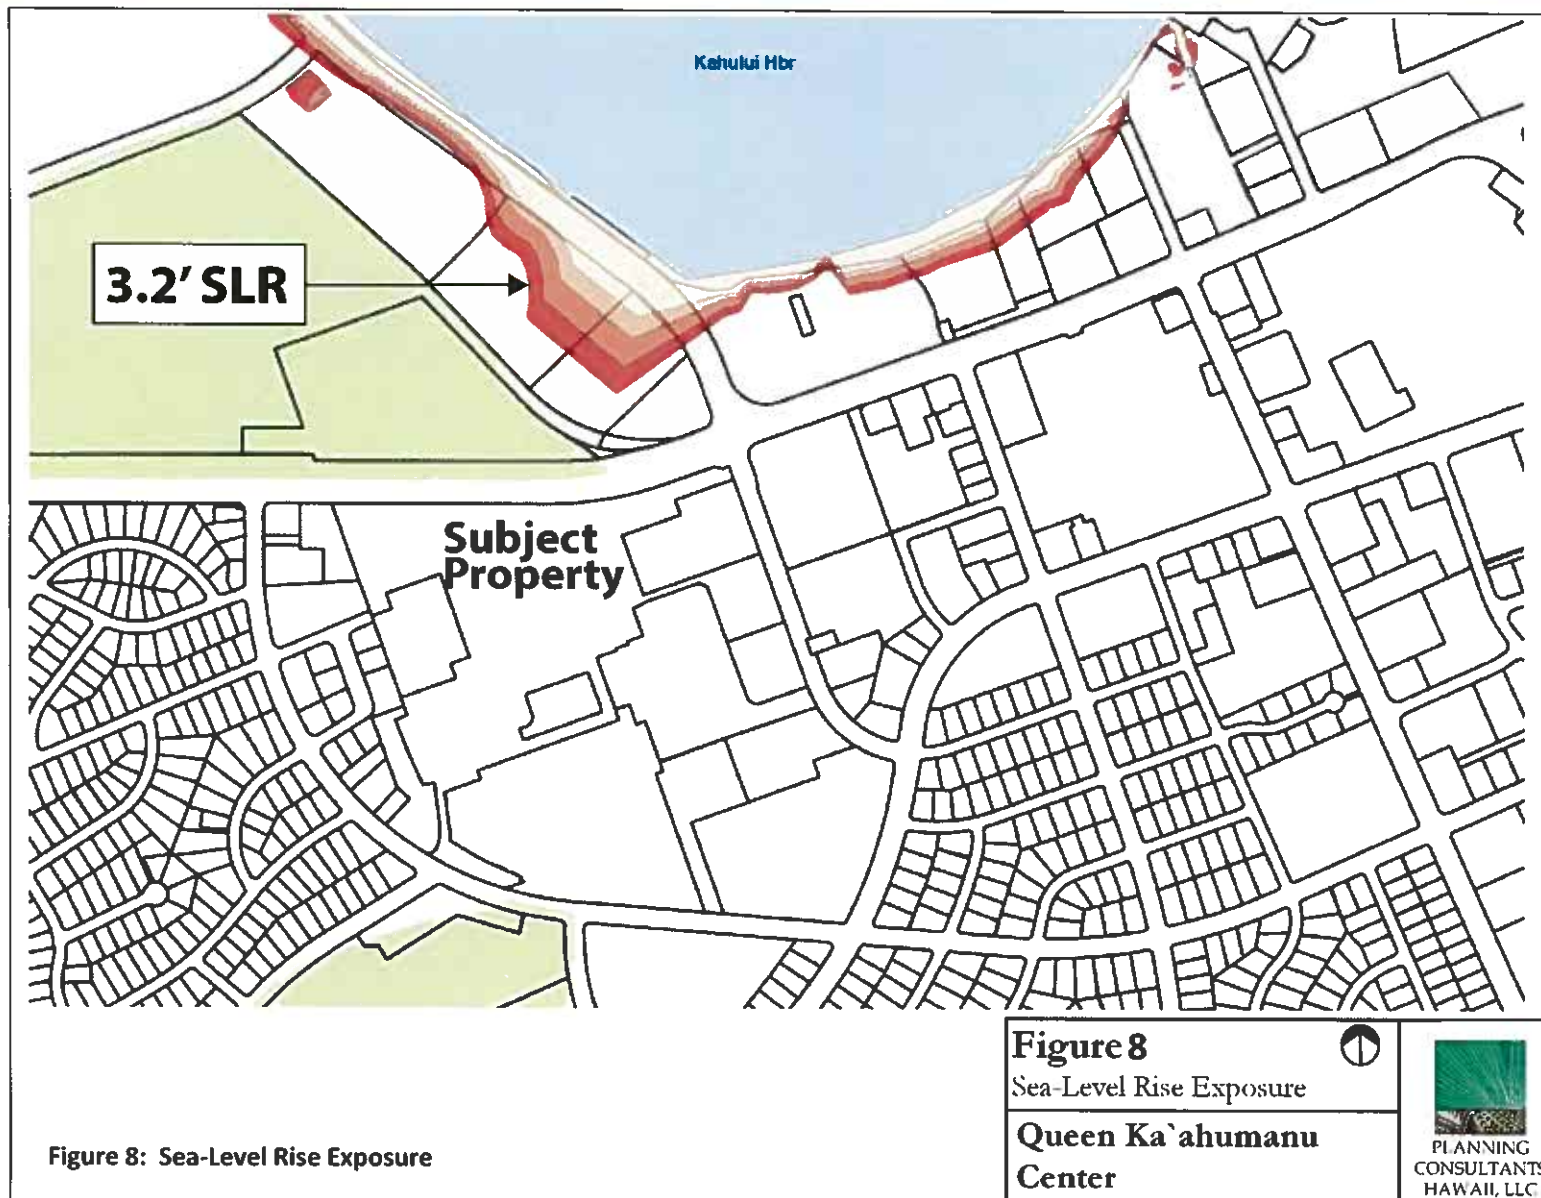 Kahului Hbr
3.2' SLR
Subject
Property
Figure 8
Sea-Level Rise Exposure
Queen Ka`ahumanu
Center
PLANNING
CONSULTANTS
HAWAII, LLC
Figure 8: Sea-Level Rise Exposure